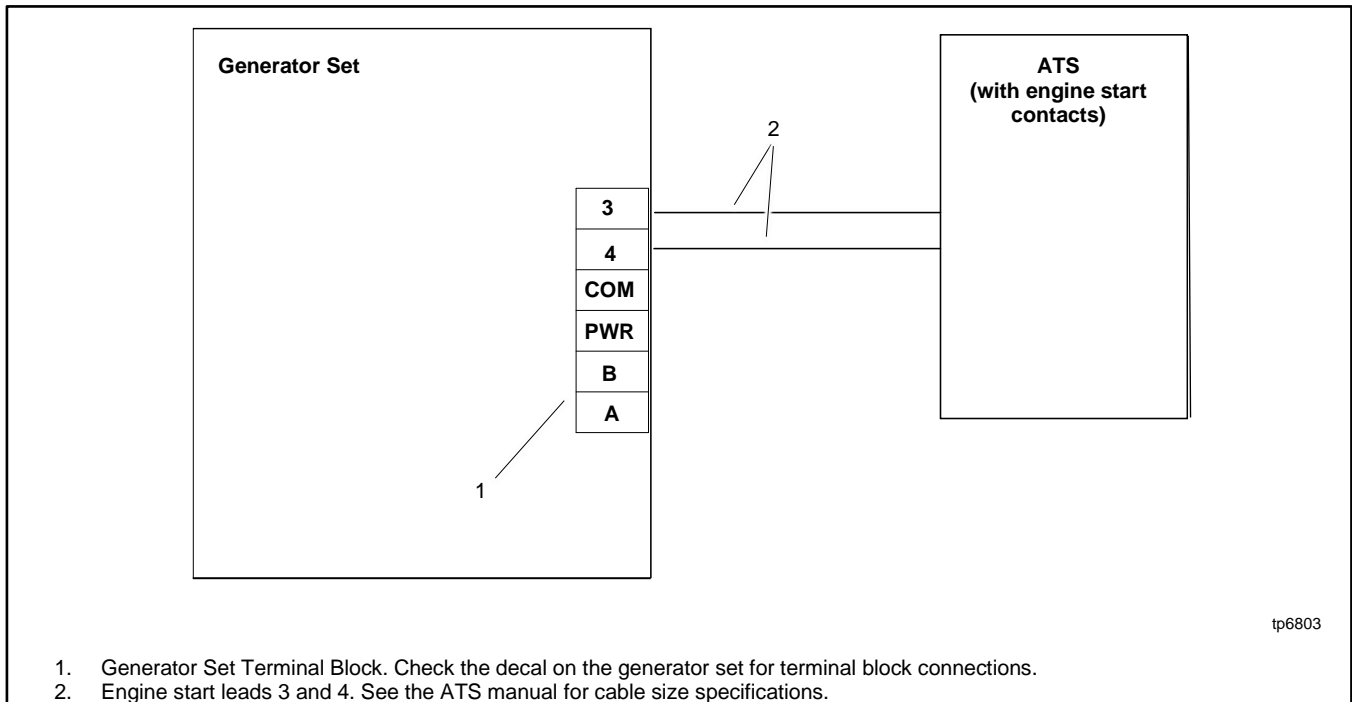 Generator Set
ATS
(with engine start
contacts)
2
3
4
COM
PWR
B
A
1
tp6803
1. Generator Set Terminal Block. Check the decal on the generator set for terminal block connections.
2. Engine start leads 3 and 4. See the ATS manual for cable size specifications.